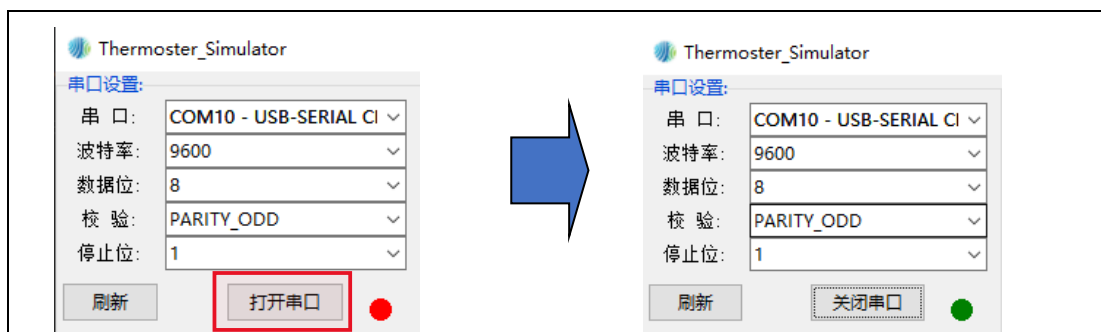 Thermoster_Simulator
串口设置:
串 口: COM10 - USB-SERIAL CI
波特率: 9600
数据位: 8
校 验: PARITY_ODD
停止位: 1
刷新 打开串口
Thermoster_Simulator
串口设置:
串 口: COM10 - USB-SERIAL CI
波特率: 9600
数据位: 8
校 验: PARITY_ODD
停止位: 1
刷新 关闭串口